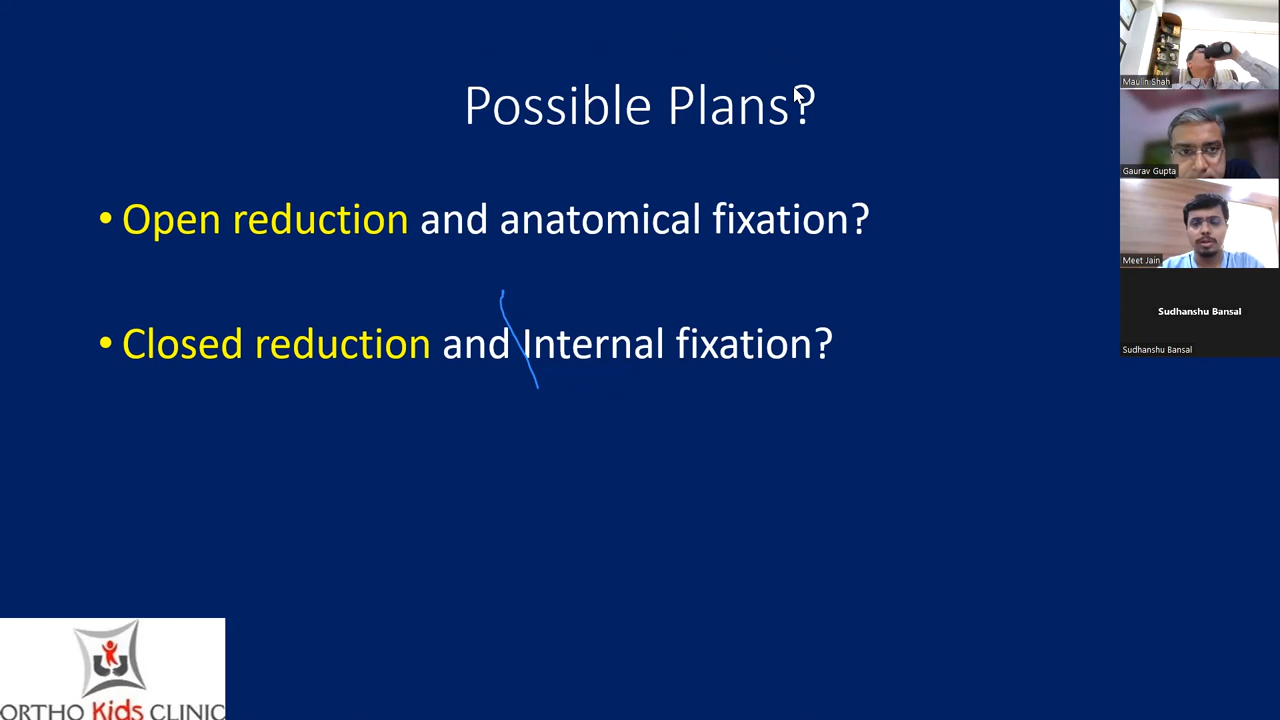 Possible Plans?
• Open reduction and anatomical fixation?
• Closed reduction and Internal fixation?
ORTHO Kids CLINIC
Maulin Shah
Gaurav Gupta
Meet Jain
Sudhanshu Bansal
Sudhanshu Bansal